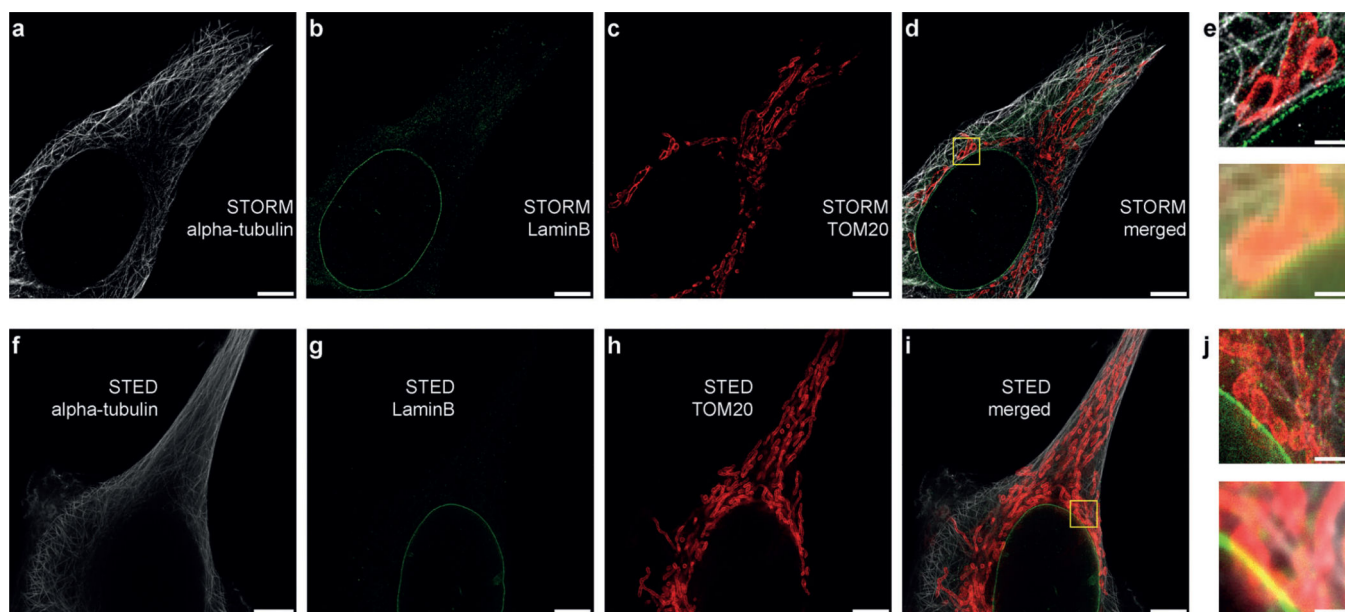 a
b
c
d
e
STORM
alpha-tubulin
STORM
LaminB
STORM
TOM20
STORM
merged
f
g
h
i
j
STED
alpha-tubulin
STED
LaminB
STED
TOM20
STED
merged